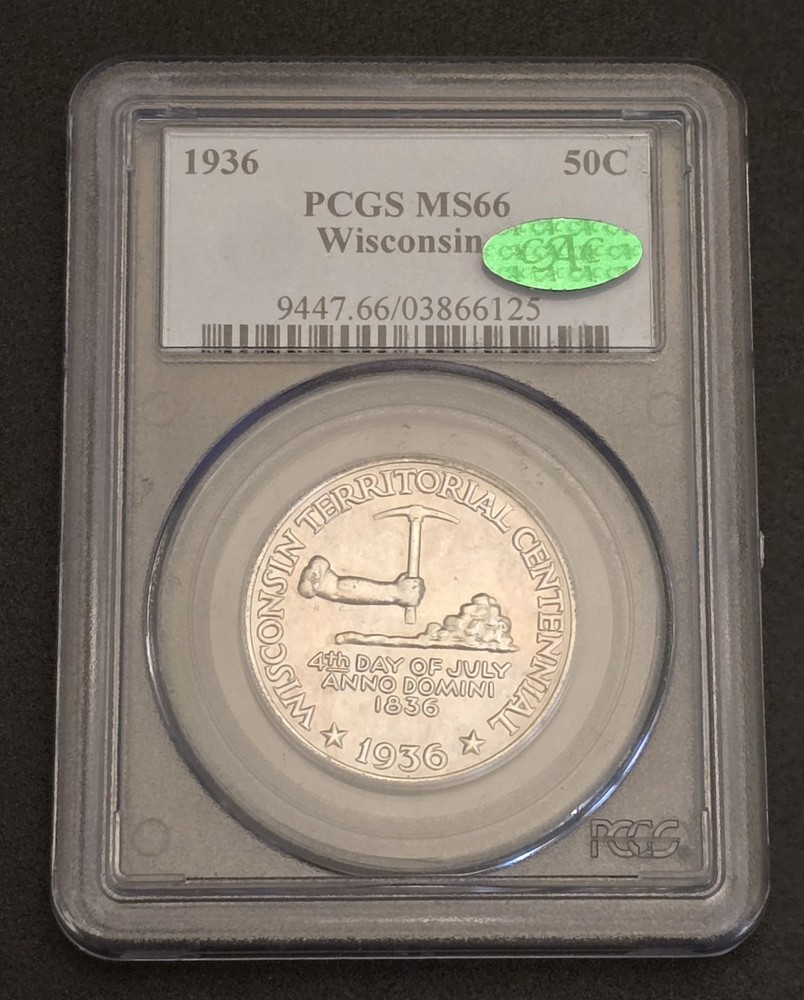 1936 50C
PCGS MS66
Wisconsin
CAC
9447.66/03866125
WISCONSIN TERRITORIAL CENTENNIAL
4th DAY OF JULY
ANNO DOMINI
1836
★ 1936 ★
PCGS